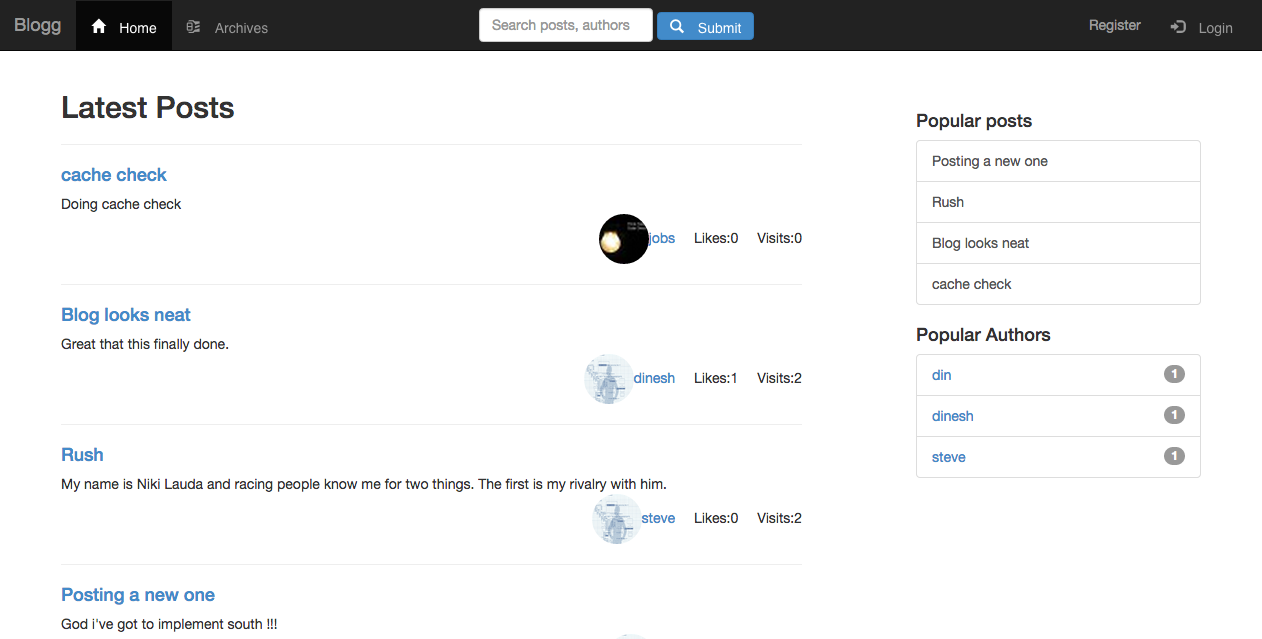 Blogg Home Archives Search posts, authors Submit Register Login
Latest Posts
cache check
Doing cache check
jobs Likes:0 Visits:0
Blog looks neat
Great that this finally done.
dinesh Likes:1 Visits:2
Rush
My name is Niki Lauda and racing people know me for two things. The first is my rivalry with him.
steve Likes:0 Visits:2
Posting a new one
God i've got to implement south !!!
Popular posts
Posting a new one
Rush
Blog looks neat
cache check
Popular Authors
din 1
dinesh 1
steve 1